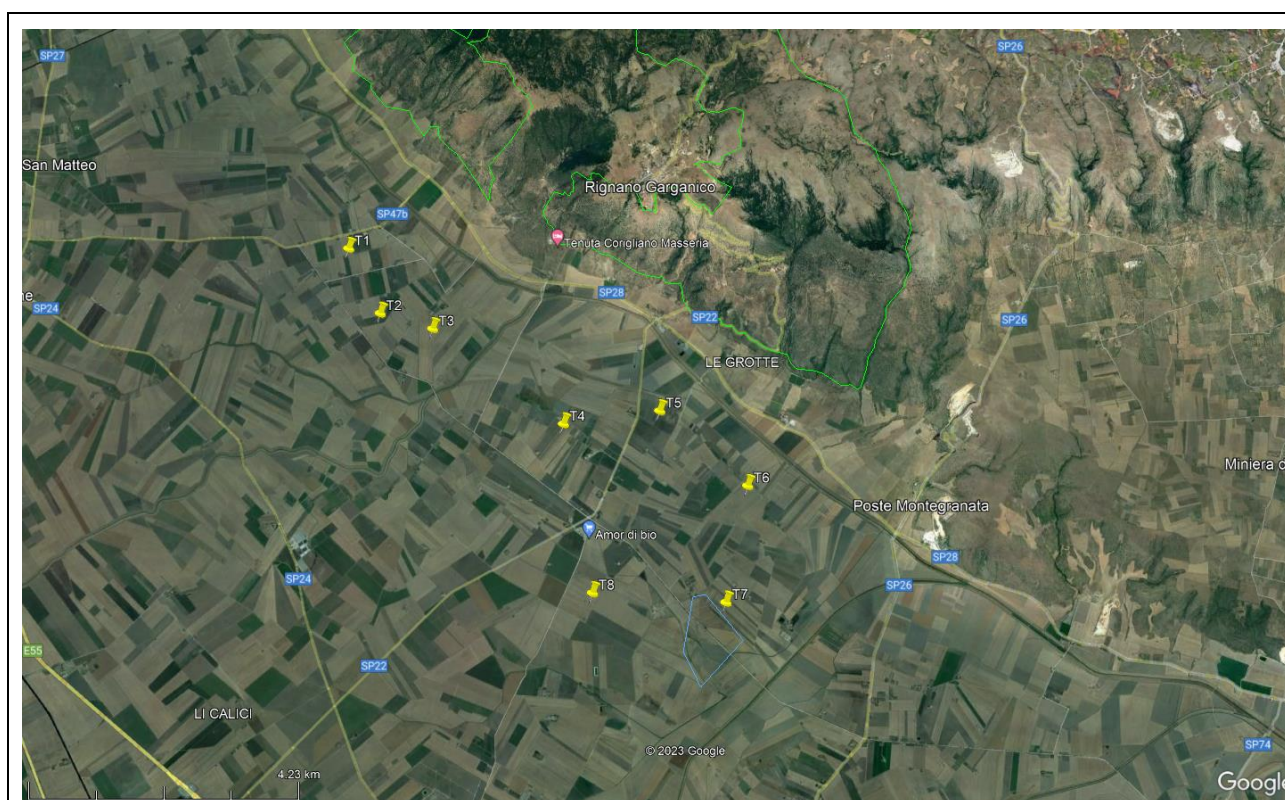 SP27
SP26
San Matteo
Rignano Garganico
SP47b
T1
Tenuta Corigliano Masseria
ne
SP24
T2
T3
SP28
SP22
SP26
LE GROTTE
T4
T5
Miniera d
T6
Poste Montegranata
Amor di bio
SP28
SP24
SP26
T8
T7
E55
SP22
LI CALICI
SP74
© 2023 Google
4.23 km
Google